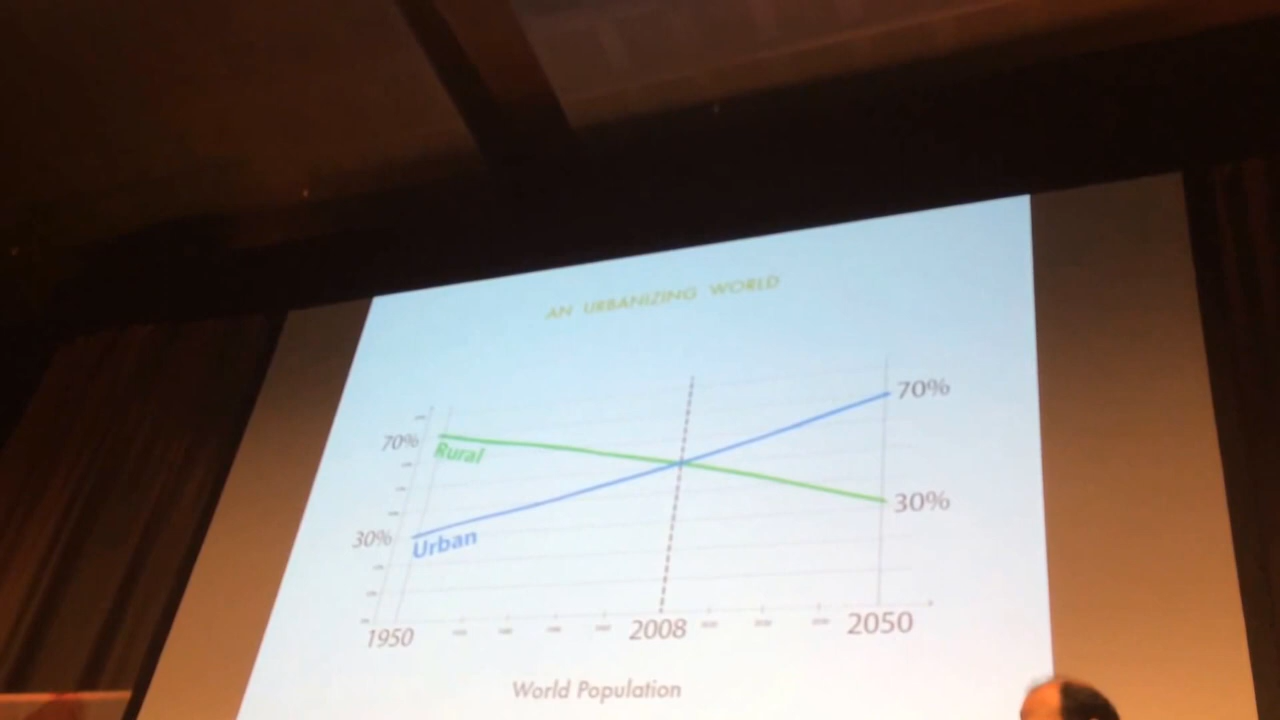 AN URBANIZING WORLD
70%
70%
Rural
30%
30%
Urban
1950
2008
2050
World Population